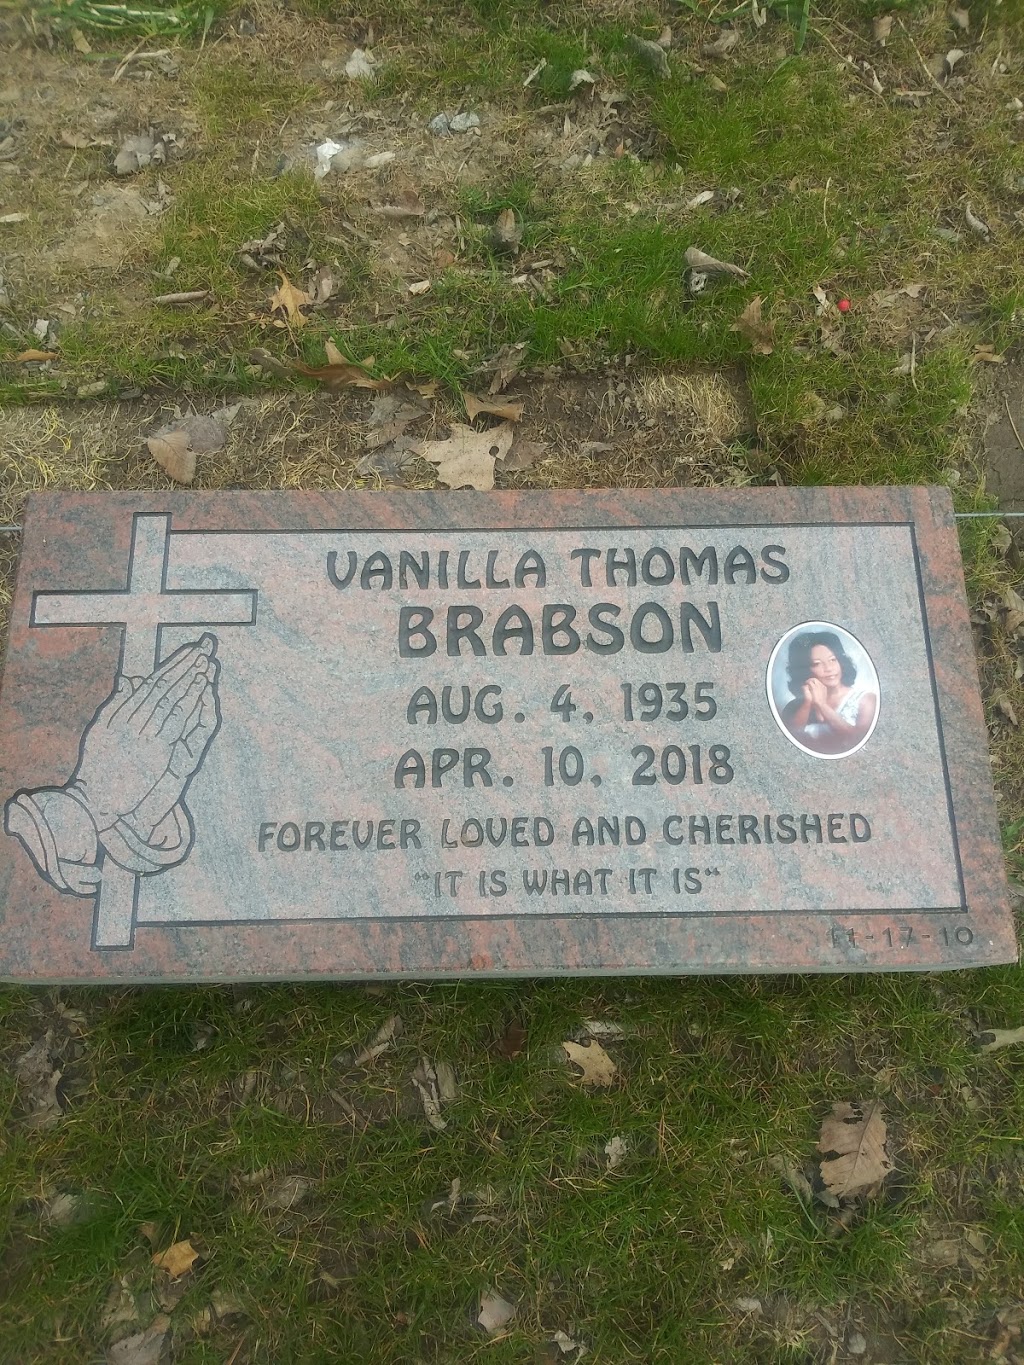 VANILLA THOMAS
BRABSON
AUG. 4, 1935
APR. 10, 2018
FOREVER LOVED AND CHERISHED
"IT IS WHAT IT IS"